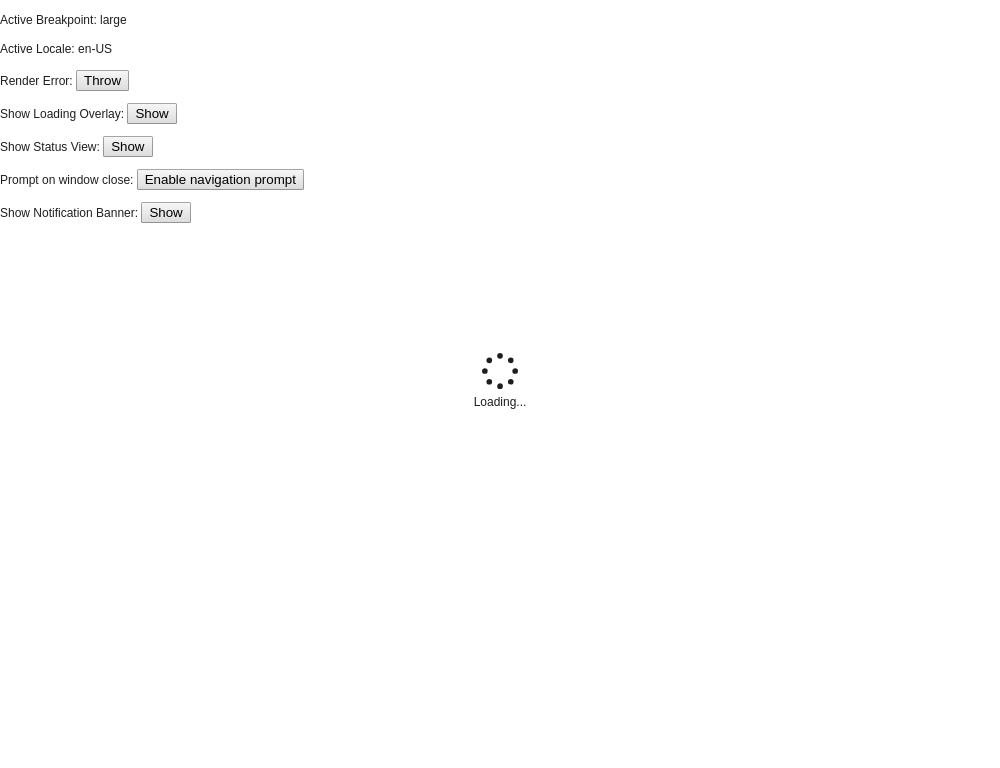 Active Breakpoint: large
Active Locale: en-US
Render Error: Throw
Show Loading Overlay: Show
Show Status View: Show
Prompt on window close: Enable navigation prompt
Show Notification Banner: Show
Loading...